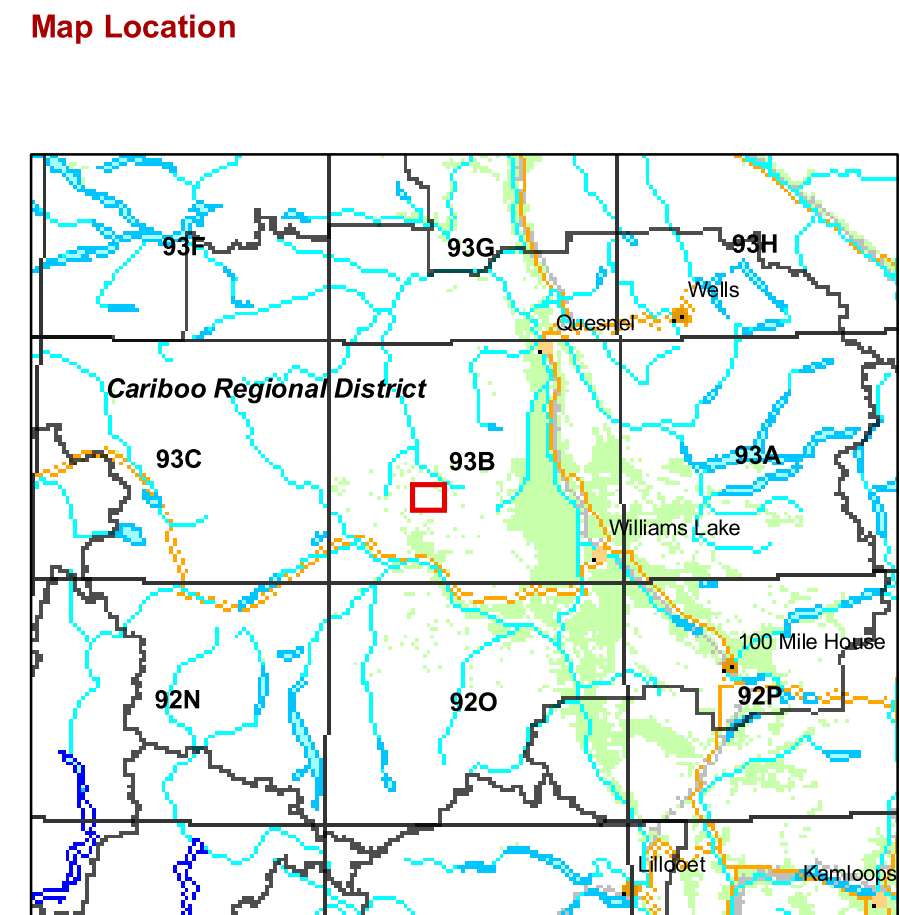 Map Location
93F
93G
93H
Wells
Quesnel
Cariboo Regional District
93C
93B
93A
Williams Lake
100 Mile House
92N
92O
92P
Lillooet
Kamloops